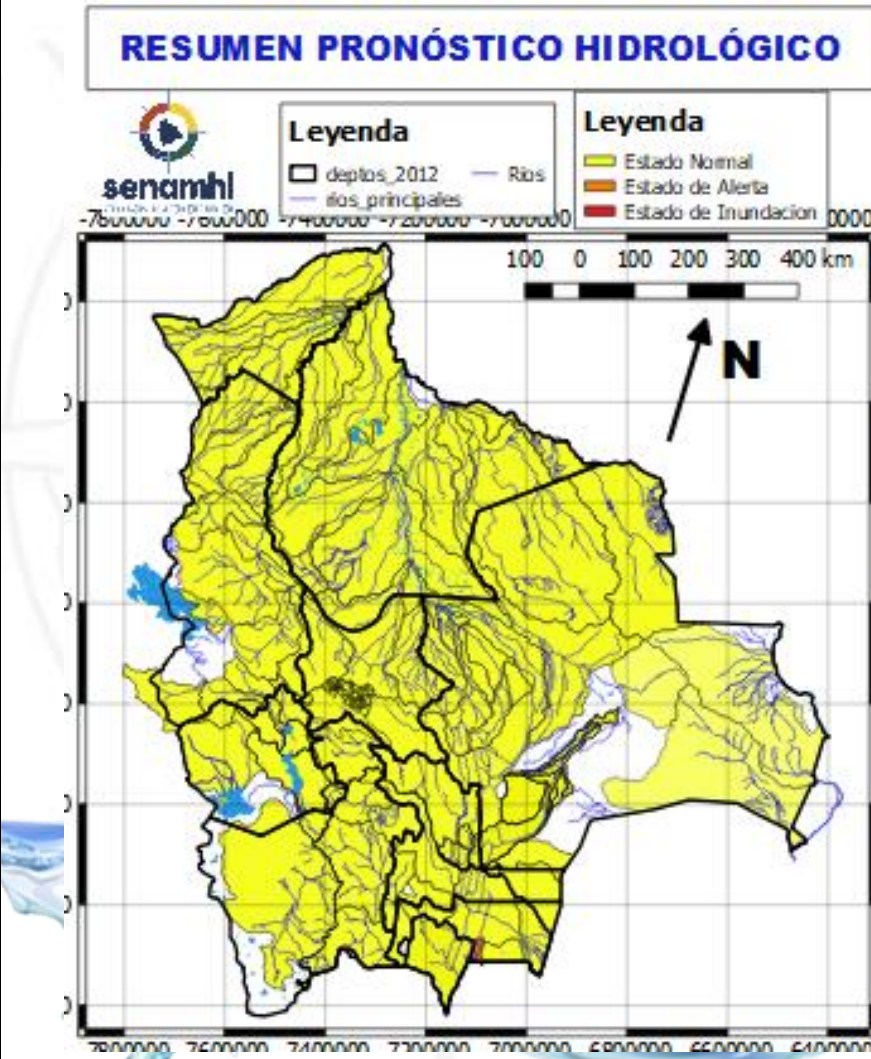 RESUMEN PRONÓSTICO HIDROLÓGICO
senamhi
Leyenda
deptos_2012 Rios
rios_principales
Leyenda
Estado Normal
Estado de Alerta
Estado de Inundacion
-7800000 -7600000 -7400000 -7200000 -7000000
100 0 100 200 300 400 km
N